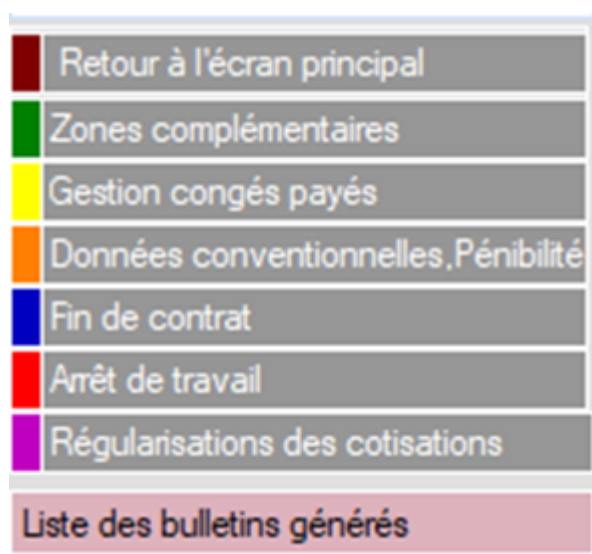 Retour à l'écran principal
Zones complémentaires
Gestion congés payés
Données conventionnelles,Pénibilité
Fin de contrat
Arrêt de travail
Régularisations des cotisations
Liste des bulletins générés